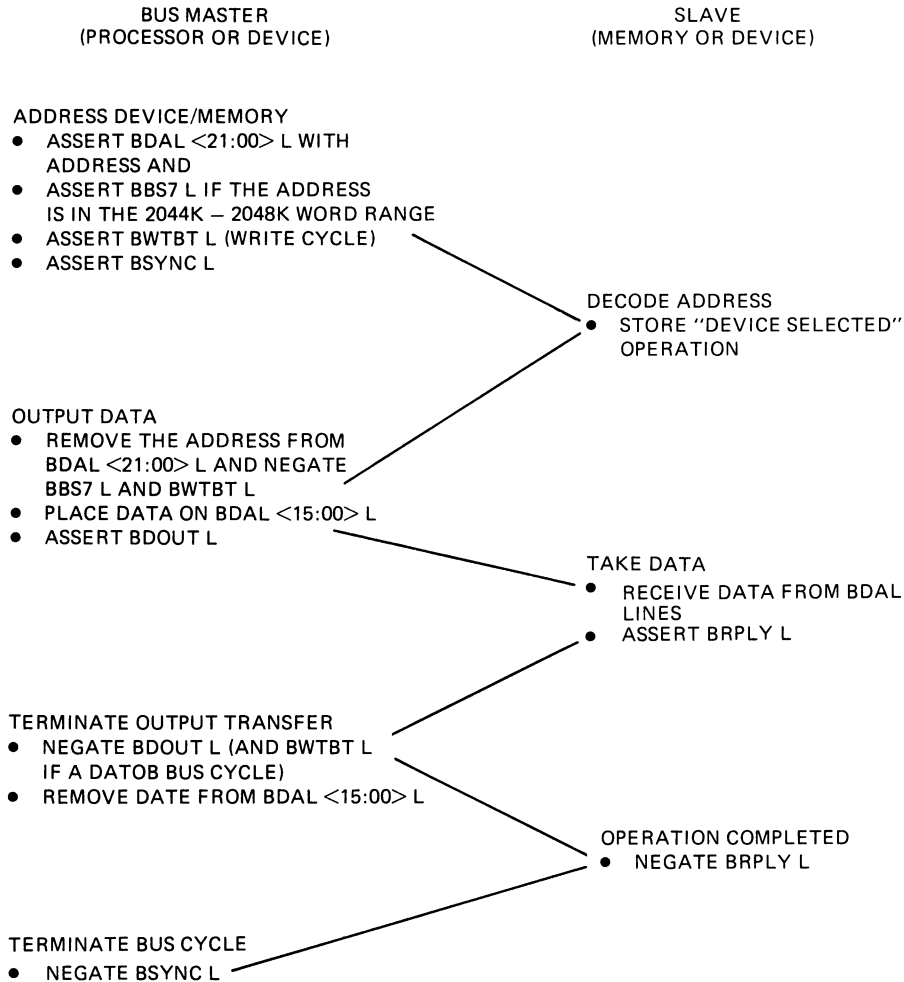 BUS MASTER
(PROCESSOR OR DEVICE)
SLAVE
(MEMORY OR DEVICE)
ADDRESS DEVICE/MEMORY
● ASSERT BDAL <21:00> L WITH
ADDRESS AND
● ASSERT BBS7 L IF THE ADDRESS
IS IN THE 2044K – 2048K WORD RANGE
● ASSERT BWTBT L (WRITE CYCLE)
● ASSERT BSYNC L
DECODE ADDRESS
● STORE "DEVICE SELECTED"
OPERATION
OUTPUT DATA
● REMOVE THE ADDRESS FROM
BDAL <21:00> L AND NEGATE
BBS7 L AND BWTBT L
● PLACE DATA ON BDAL <15:00> L
● ASSERT BDOUT L
TAKE DATA
● RECEIVE DATA FROM BDAL
LINES
● ASSERT BRPLY L
TERMINATE OUTPUT TRANSFER
● NEGATE BDOUT L (AND BWTBT L
IF A DATOB BUS CYCLE)
● REMOVE DATE FROM BDAL <15:00> L
OPERATION COMPLETED
● NEGATE BRPLY L
TERMINATE BUS CYCLE
● NEGATE BSYNC L